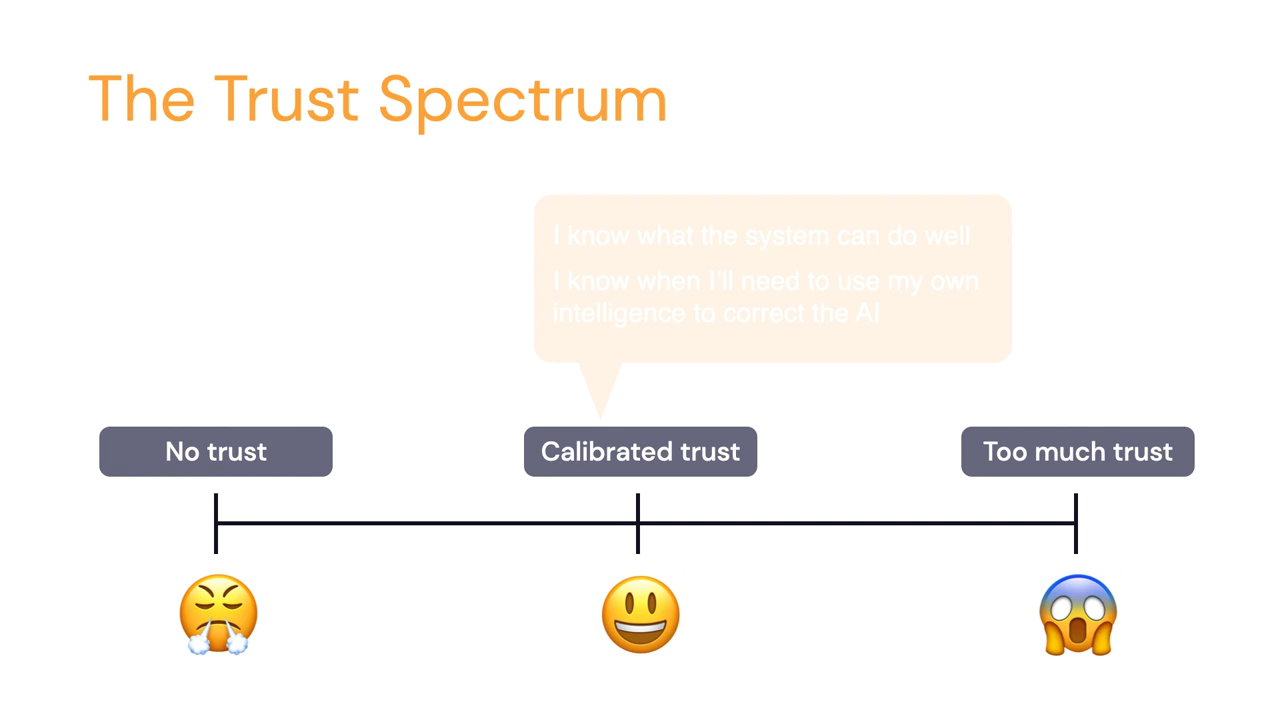 The Trust Spectrum
I know what the system can do well
I know when I'll need to use my own
intelligence to correct the AI
No trust
Calibrated trust
Too much trust